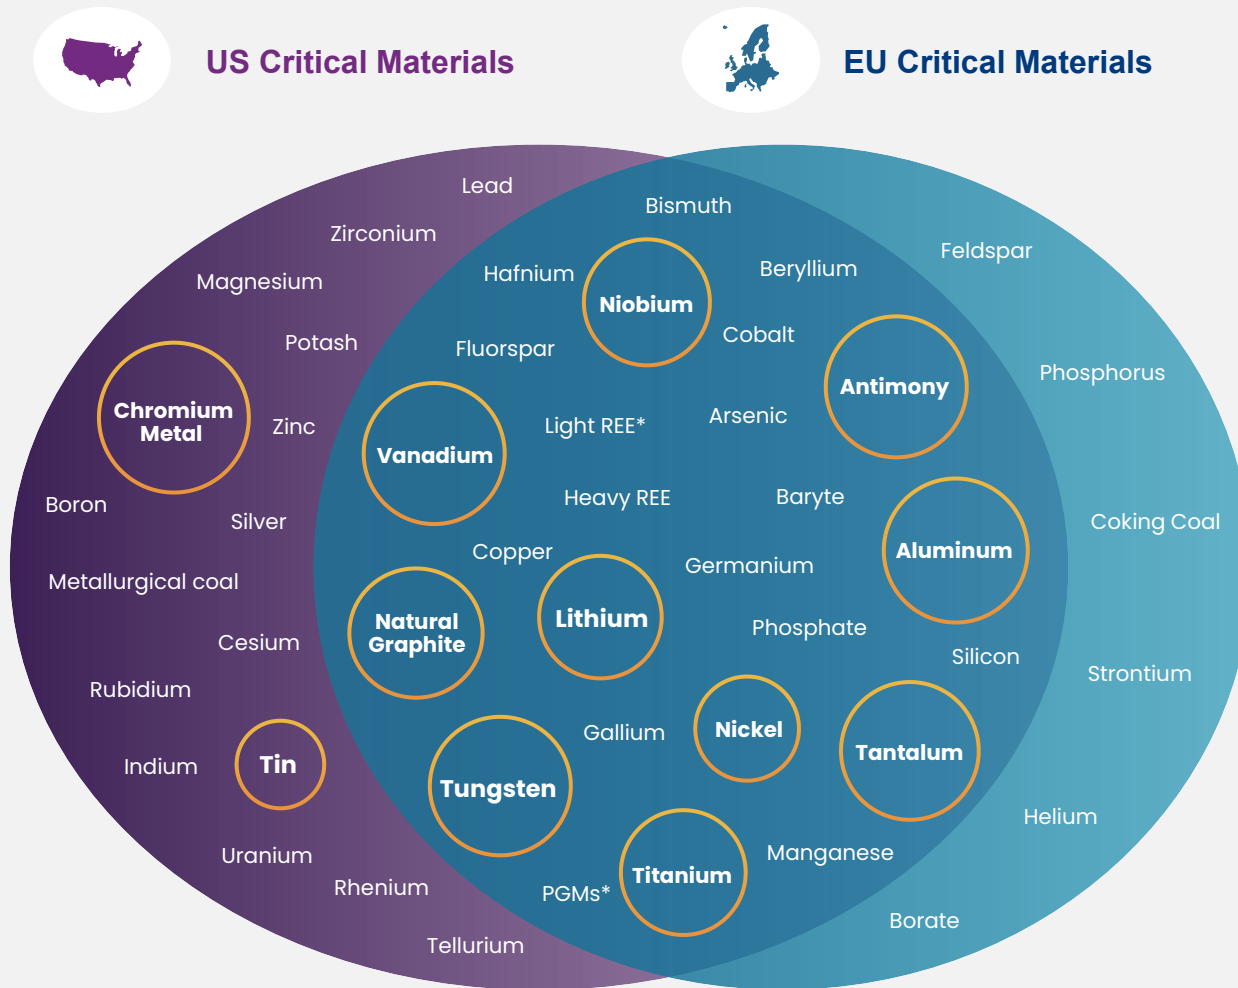 US Critical Materials
EU Critical Materials
Lead
Bismuth
Zirconium
Feldspar
Hafnium
Beryllium
Magnesium
Niobium
Cobalt
Potash
Fluorspar
Phosphorus
Antimony
Chromium
Metal
Zinc
Light REE*
Arsenic
Vanadium
Boron
Heavy REE
Baryte
Silver
Coking Coal
Copper
Aluminum
Germanium
Metallurgical coal
Natural
Graphite
Lithium
Phosphate
Cesium
Silicon
Strontium
Rubidium
Gallium
Nickel
Tantalum
Indium
Tin
Tungsten
Helium
Uranium
Manganese
Titanium
Rhenium
PGMs*
Borate
Tellurium